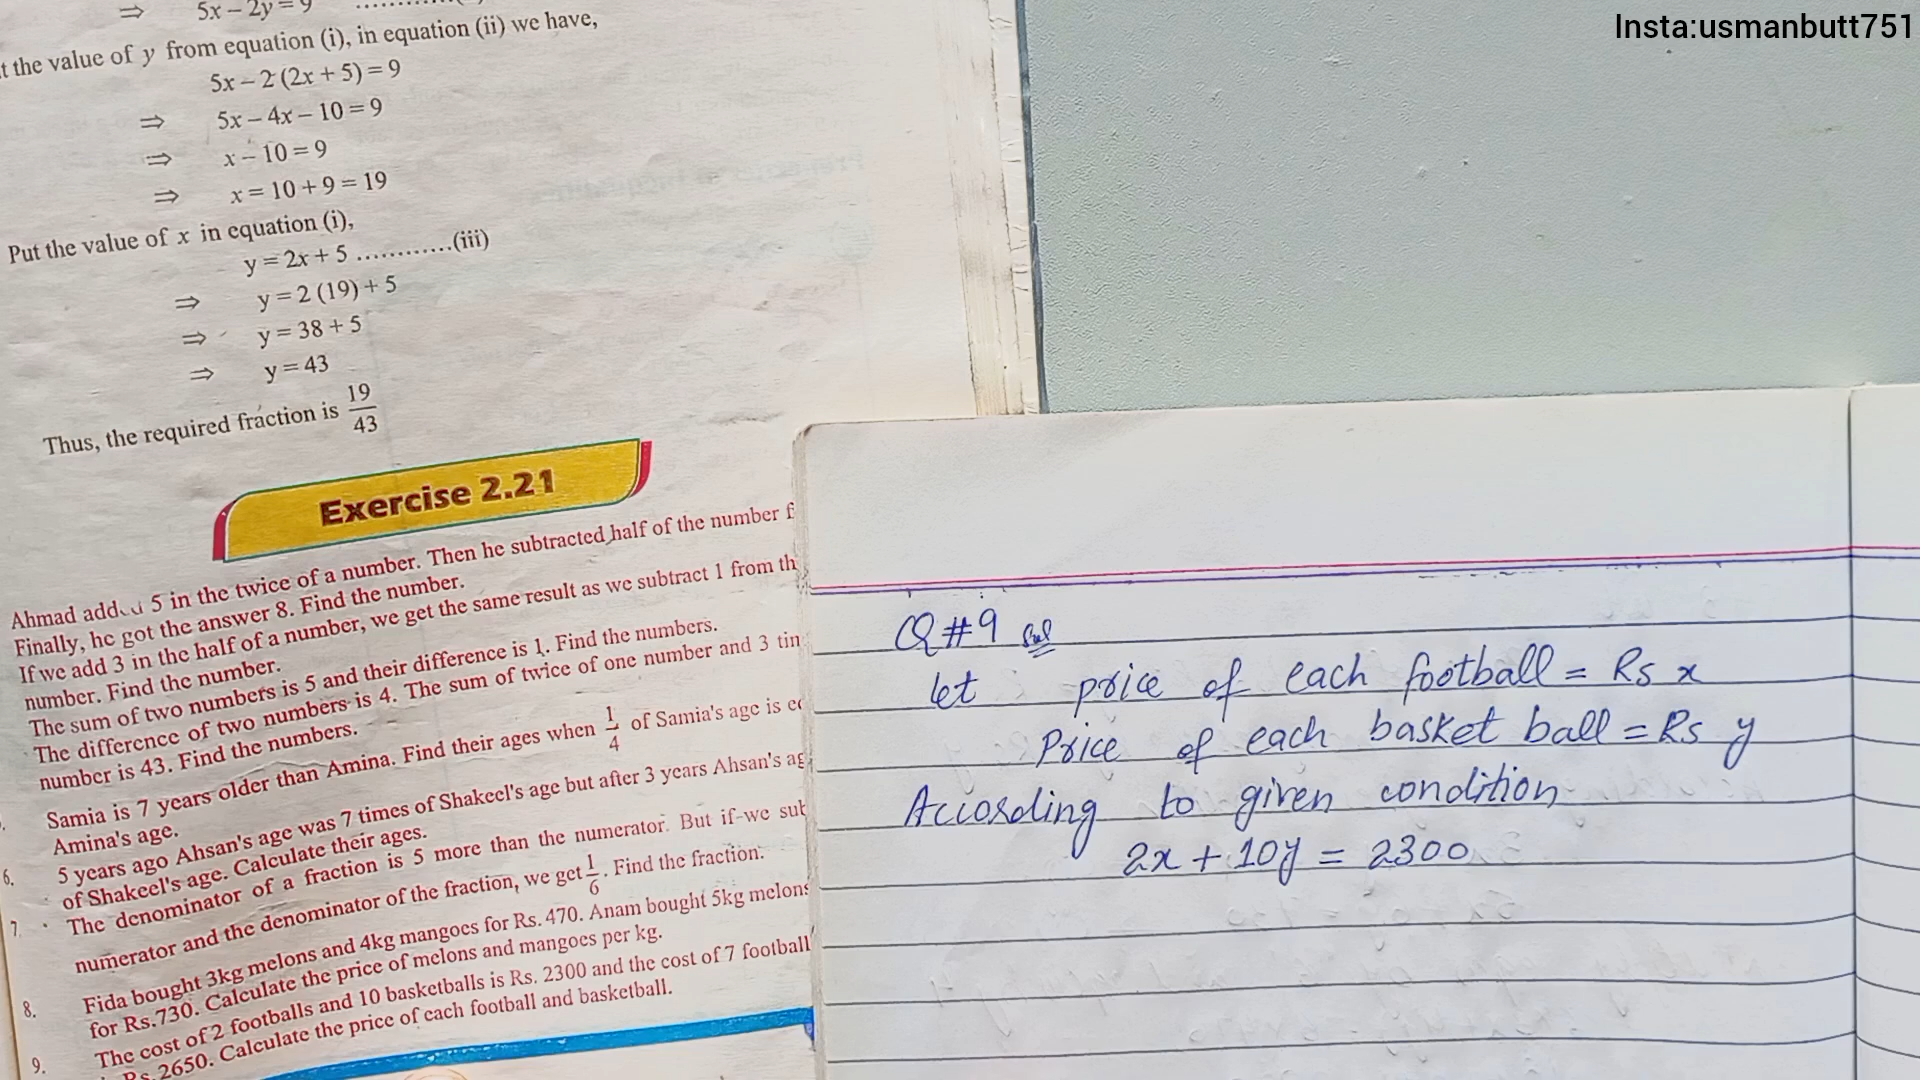 Insta:usmanbutt751
⇒ 5x – 2y = 9
t the value of y from equation (i), in equation (ii) we have,
5x – 2 (2x + 5) = 9
⇒ 5x – 4x – 10 = 9
⇒ x – 10 = 9
⇒ x = 10 + 9 = 19
Put the value of x in equation (i),
y = 2x + 5 ............(iii)
⇒ y = 2 (19) + 5
⇒ y = 38 + 5
⇒ y = 43
Thus, the required fraction is 19/43
Exercise 2.21
Ahmad added 5 in the twice of a number. Then he subtracted half of the number f
Finally, he got the answer 8. Find the number.
If we add 3 in the half of a number, we get the same result as we subtract 1 from th
number. Find the number.
The sum of two numbers is 5 and their difference is 1. Find the numbers.
The difference of two numbers is 4. The sum of twice of one number and 3 tim
number is 43. Find the numbers.
Samia is 7 years older than Amina. Find their ages when 1/4 of Samia's age is eq
Amina's age.
6. 5 years ago Ahsan's age was 7 times of Shakeel's age but after 3 years Ahsan's ag
of Shakeel's age. Calculate their ages.
7. The denominator of a fraction is 5 more than the numerator. But if we sub
numerator and the denominator of the fraction, we get 1/6. Find the fraction.
8. Fida bought 3kg melons and 4kg mangoes for Rs. 470. Anam bought 5kg melons
for Rs.730. Calculate the price of melons and mangoes per kg.
9. The cost of 2 footballs and 10 basketballs is Rs. 2300 and the cost of 7 football
Rs.2650. Calculate the price of each football and basketball.
Q #9 Sol
let price of each football = Rs x
Price of each basket ball = Rs y
According to given condition
2x + 10y = 2300